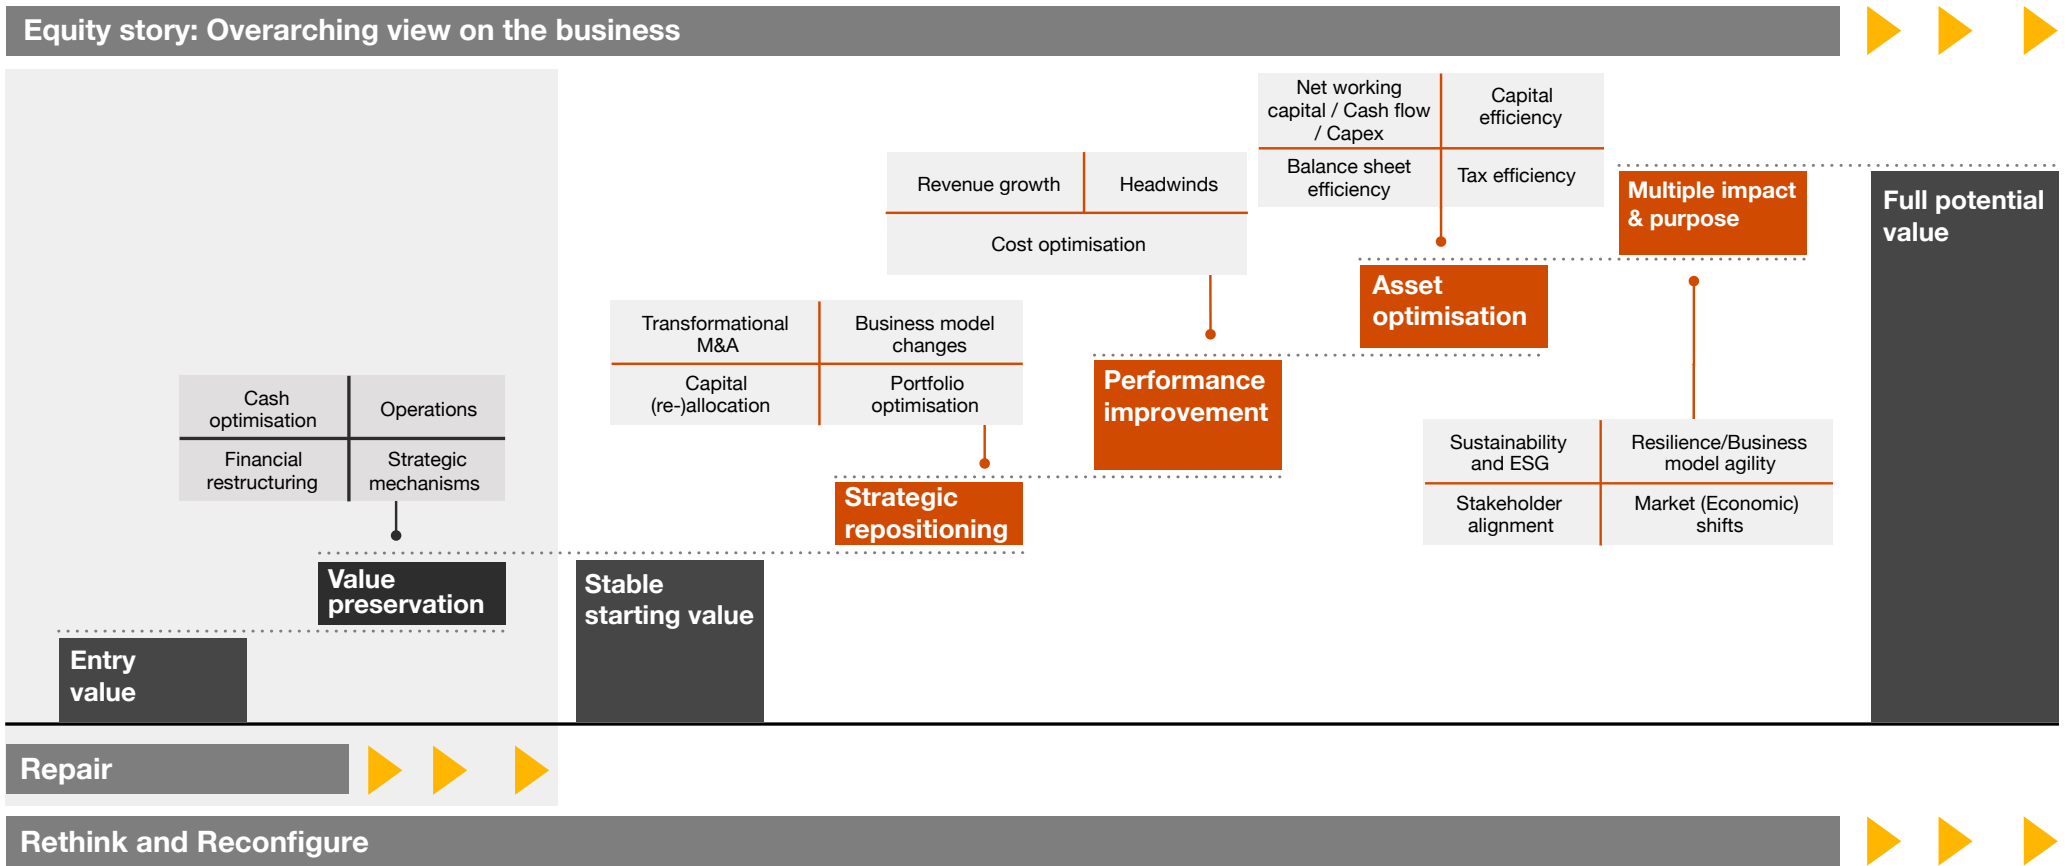 Equity story: Overarching view on the business
Net working
capital / Cash flow
/ Capex
Capital
efficiency
Balance sheet
efficiency
Tax efficiency
Revenue growth
Headwinds
Cost optimisation
Multiple impact
& purpose
Full potential
value
Asset
optimisation
Transformational
M&A
Business model
changes
Capital
(re-)allocation
Portfolio
optimisation
Performance
improvement
Cash
optimisation
Operations
Financial
restructuring
Strategic
mechanisms
Sustainability
and ESG
Resilience/Business
model agility
Stakeholder
alignment
Market (Economic)
shifts
Strategic
repositioning
Value
preservation
Stable
starting value
Entry
value
Repair
Rethink and Reconfigure